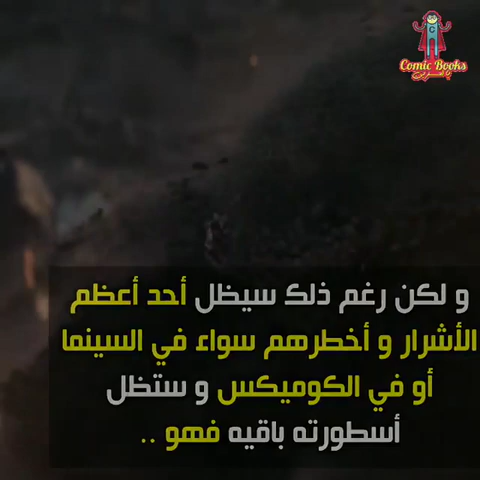 Comic Books
بالعربي
و لكن رغم ذلك سيظل أحد أعظم
الأشرار و أخطرهم سواء في السينما
أو في الكوميكس و ستظل
أسطورته باقيه فهو ..